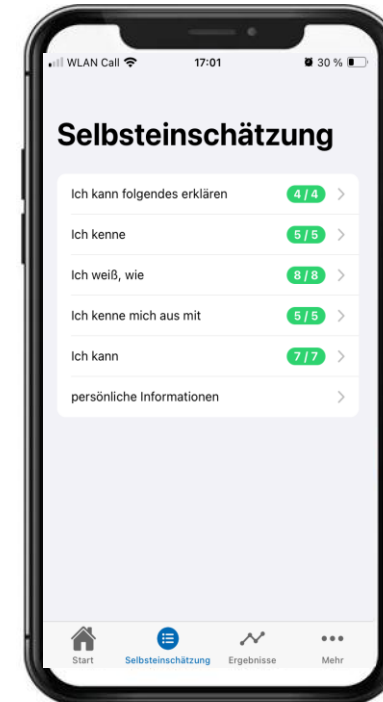 WLAN Call 17:01 30 %
Selbsteinschätzung
Ich kann folgendes erklären 4 / 4
Ich kenne 5 / 5
Ich weiß, wie 8 / 8
Ich kenne mich aus mit 5 / 5
Ich kann 7 / 7
persönliche Informationen
Start Selbsteinschätzung Ergebnisse Mehr